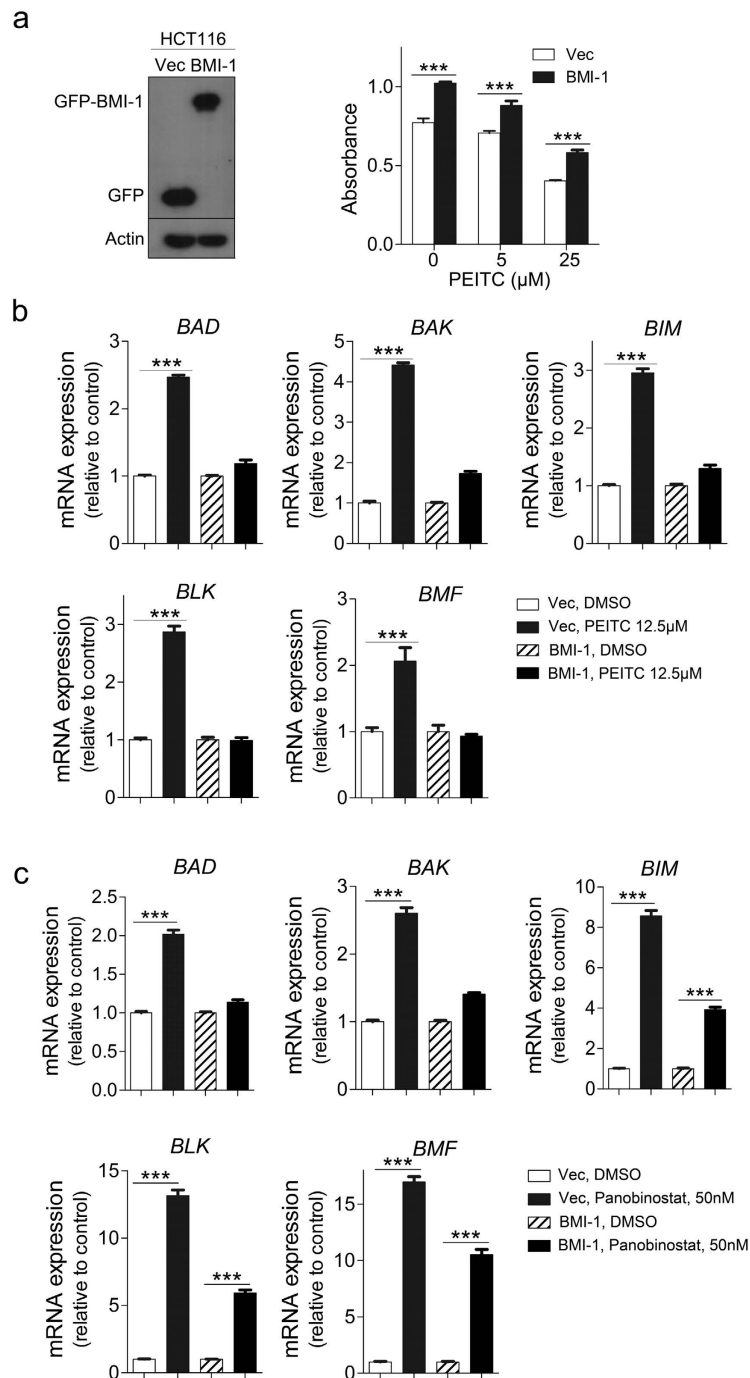 a
HCT116
Vec BMI-1
GFP-BMI-1
GFP
Actin
Vec
BMI-1
Absorbance
1.0
0.5
0.0
***
***
***
0
5
25
PEITC (µM)
b
BAD
mRNA expression
(relative to control)
3
2
1
0
***
BAK
mRNA expression
(relative to control)
5
4
3
2
1
0
***
BIM
mRNA expression
(relative to control)
4
3
2
1
0
***
BLK
mRNA expression
(relative to control)
4
3
2
1
0
***
BMF
mRNA expression
(relative to control)
3
2
1
0
***
Vec, DMSO
Vec, PEITC 12.5µM
BMI-1, DMSO
BMI-1, PEITC 12.5µM
c
BAD
mRNA expression
(relative to control)
2.5
2.0
1.5
1.0
0.5
0.0
***
BAK
mRNA expression
(relative to control)
3
2
1
0
***
BIM
mRNA expression
(relative to control)
10
8
6
4
2
0
***
***
BLK
mRNA expression
(relative to control)
15
10
5
0
***
***
BMF
mRNA expression
(relative to control)
15
10
5
0
***
***
Vec, DMSO
Vec, Panobinostat, 50nM
BMI-1, DMSO
BMI-1, Panobinostat, 50nM